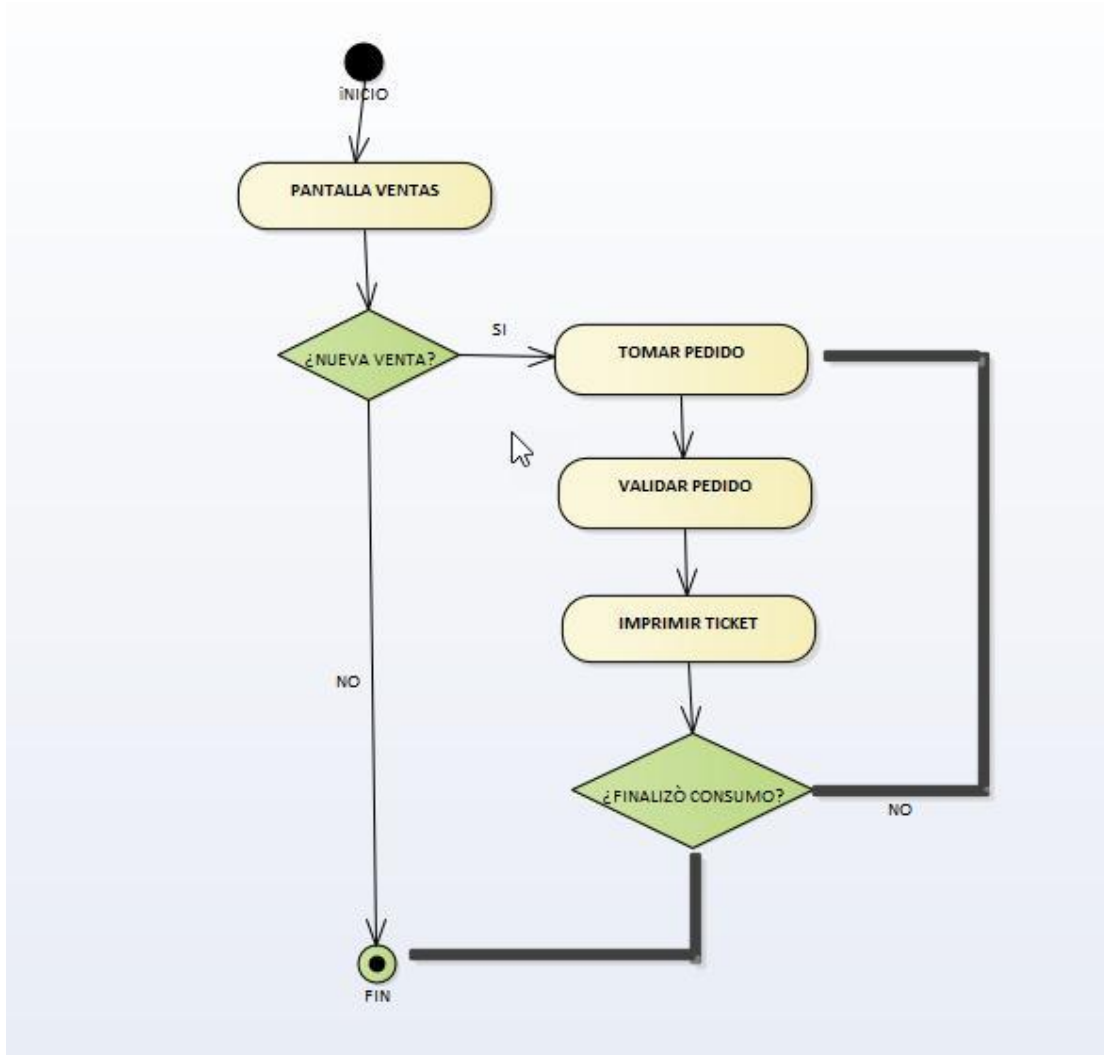 iNICIO
PANTALLA VENTAS
¿NUEVA VENTA?
SI
TOMAR PEDIDO
VALIDAR PEDIDO
IMPRIMIR TICKET
NO
¿FINALIZÒ CONSUMO?
NO
FIN